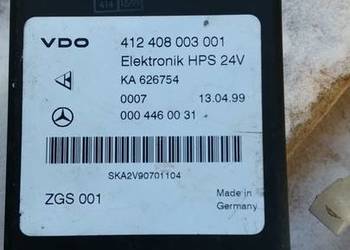 VDO 412 408 003 001
Elektronik HPS 24V
KA 626754
0007 13.04.99
000 446 00 31
SKA2V90701104
ZGS 001
Made in
Germany